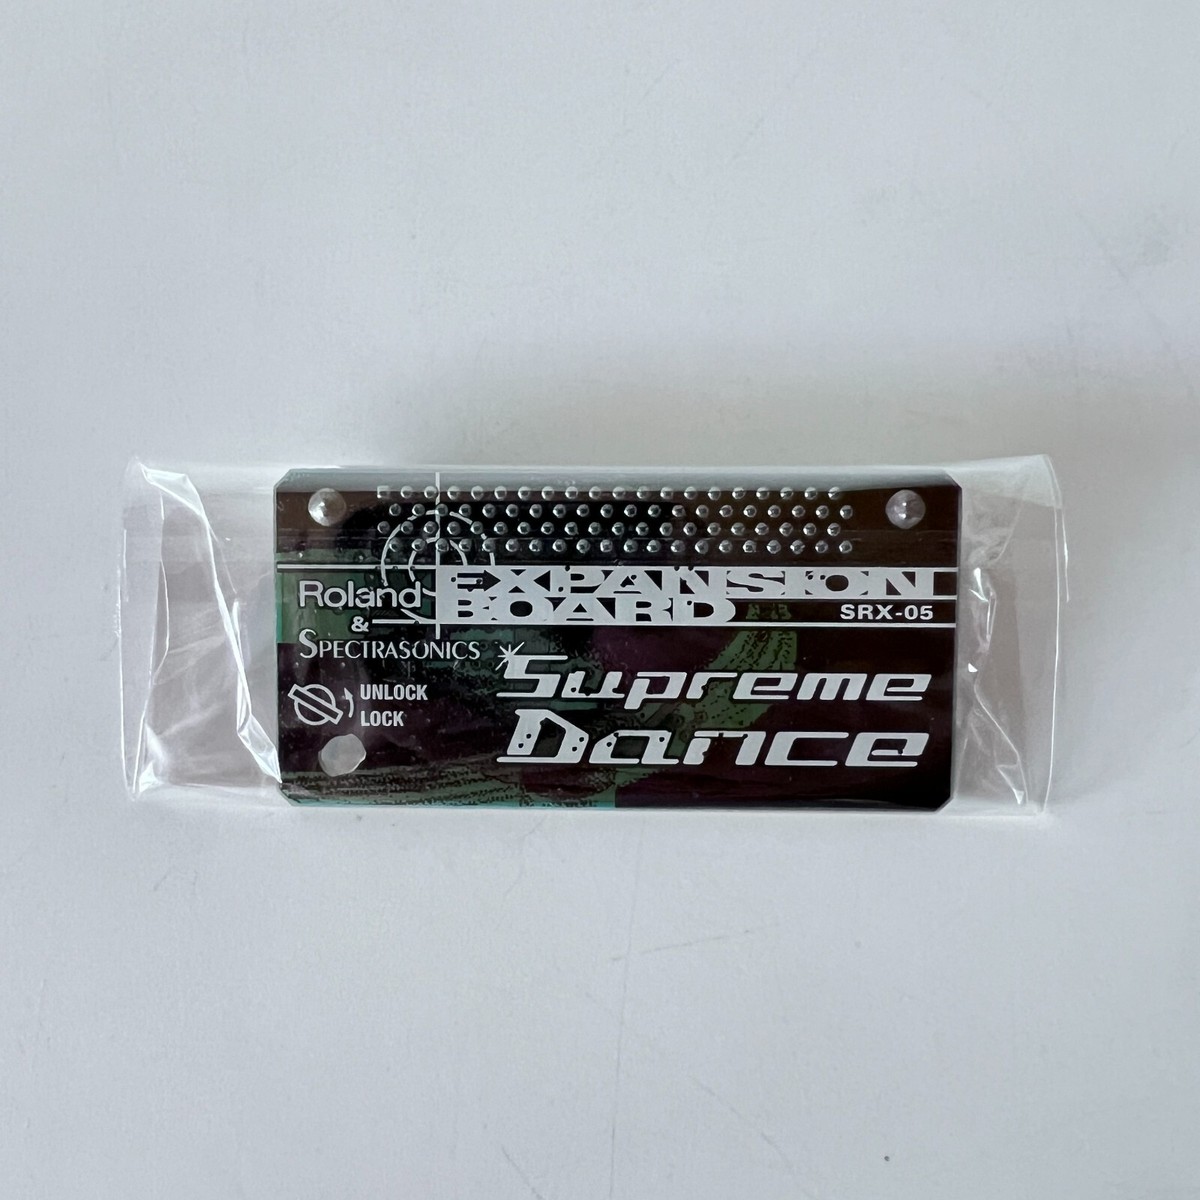 EXPANSION
BOARD
SRX-05
Roland
&
SPECTRASONICS
UNLOCK
LOCK
Supreme
Dance